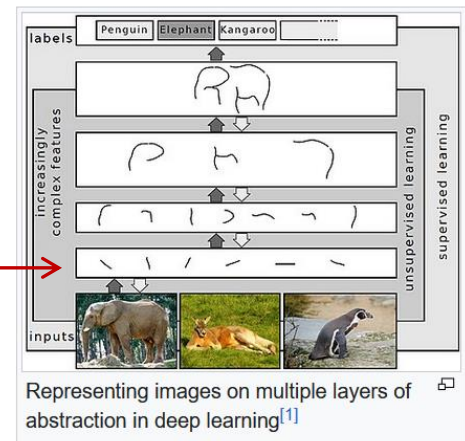 labels
Penguin Elephant Kangaroo
increasingly
complex features
unsupervised learning
supervised learning
inputs
Representing images on multiple layers of
abstraction in deep learning[1]